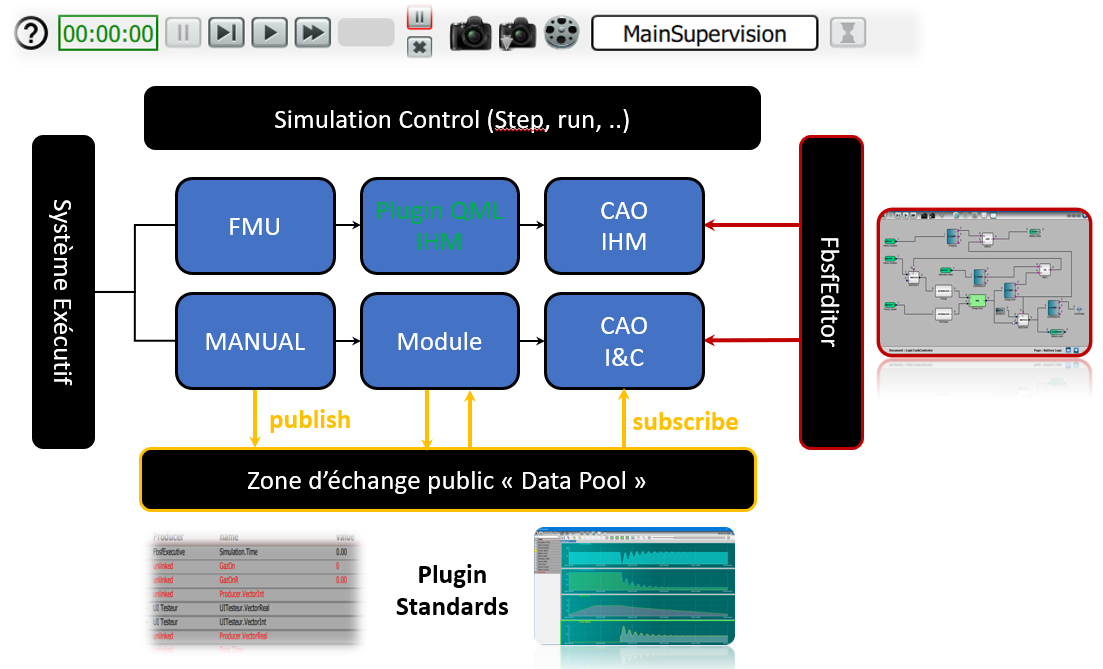 ?
00:00:00
MainSupervision
Simulation Control (Step, run, ..)
Système Exécutif
FMU
Plugin QML
IHM
CAO
IHM
FbsfEditor
MANUAL
Module
CAO
I&C
publish
subscribe
Zone d’échange public « Data Pool »
Producer name value
FbsfExecutive Simulation.Time 0.00
unlinked GazOn 0
unlinked GazOnR 0.00
unlinked Producer.VectorInt
UI Testeur UITesteur.VectorReal
UI Testeur UITesteur.VectorInt
unlinked Producer.VectorReal
Plugin
Standards